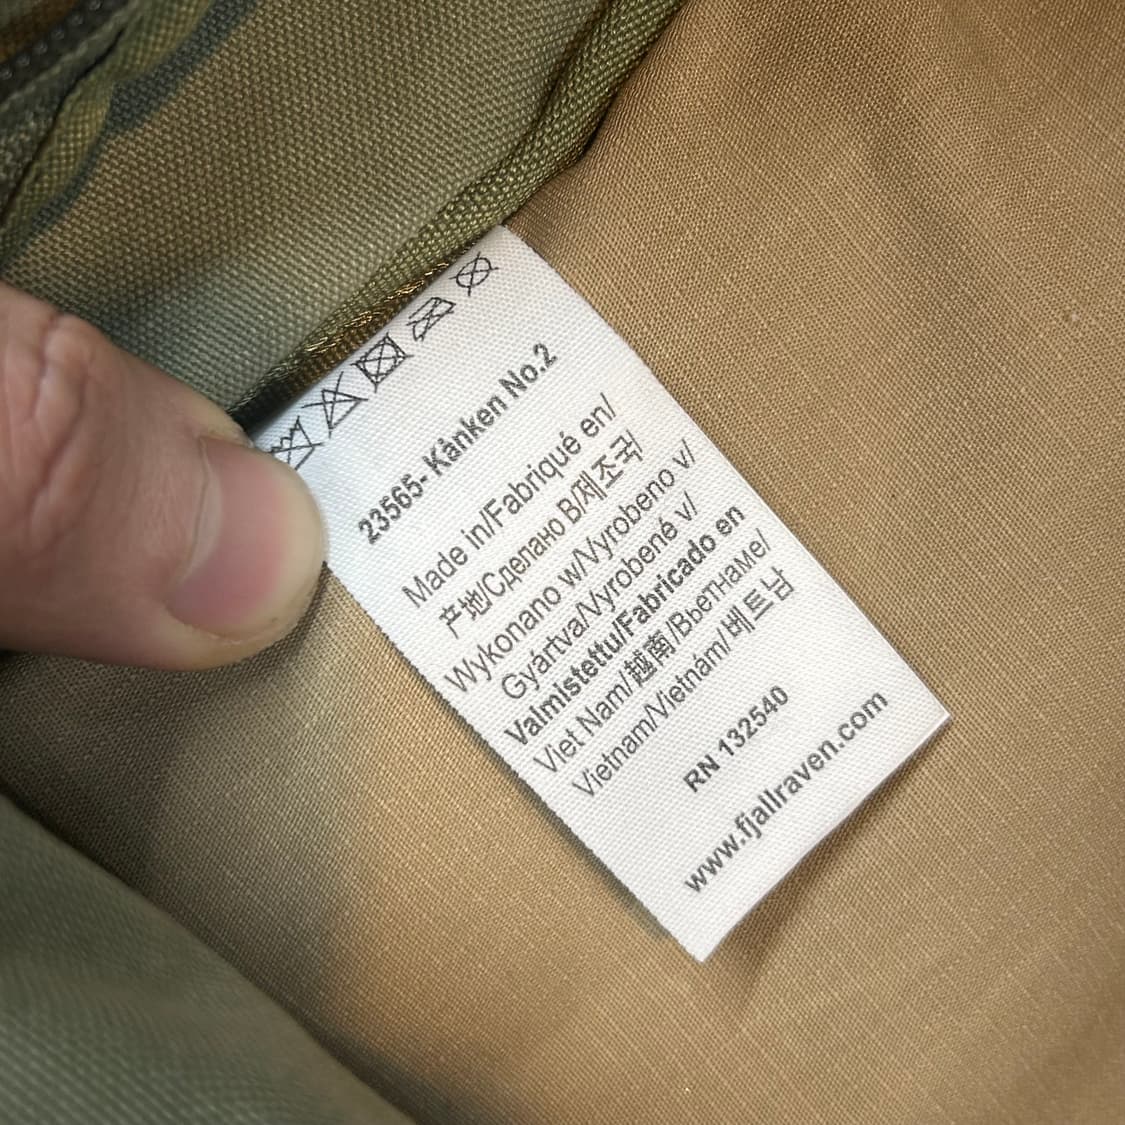 23565- Kånken No.2
Made in/Fabriqué en/
产地/Сделано В/제조국/
Wykonano w/Vyrobeno v/
Gyártva/Vyrobené v/
Valmistettu/Fabricado en
Viet Nam/越南/Вьетнаме/
Vietnam/Vietnám/베트남
RN 132540
www.fjallraven.com